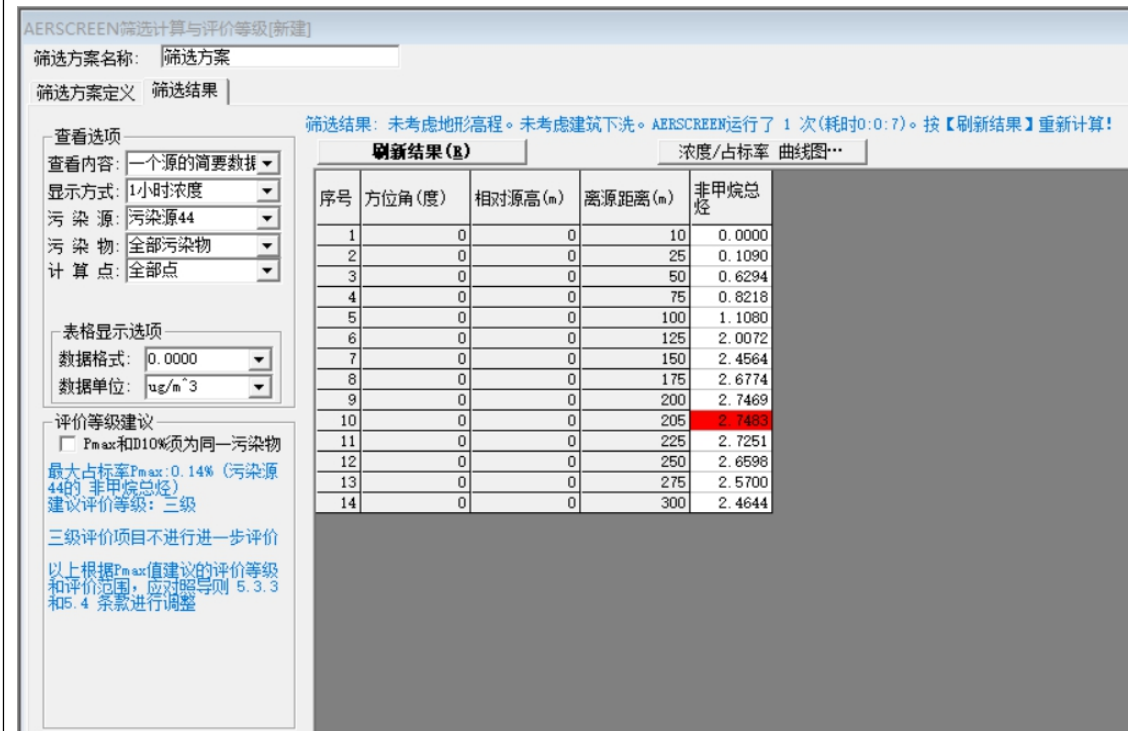 AERSCREEN筛选计算与评价等级[新建]
筛选方案名称: 筛选方案
筛选方案定义 筛选结果
筛选结果: 未考虑地形高程。未考虑建筑下洗。AERSCREEN运行了 1 次(耗时0:0:7)。按【刷新结果】重新计算!
查看选项
查看内容: 一个源的简要数据
显示方式: 1小时浓度
污 染 源: 污染源44
污 染 物: 全部污染物
计 算 点: 全部点
表格显示选项
数据格式: 0.0000
数据单位: ug/m^3
评价等级建议
Pmax和D10%须为同一污染物
最大占标率Pmax:0.14% (污染源
44的 非甲烷总烃)
建议评价等级: 三级
三级评价项目不进行进一步评价
以上根据Pmax值建议的评价等级
和评价范围,应对照导则 5.3.3
和5.4 条款进行调整
刷新结果(R) 浓度/占标率 曲线图…
序号 方位角(度) 相对源高(m) 离源距离(m) 非甲烷总烃
1 0 0 10 0.0000
2 0 0 25 0.1090
3 0 0 50 0.6294
4 0 0 75 0.8218
5 0 0 100 1.1080
6 0 0 125 2.0072
7 0 0 150 2.4564
8 0 0 175 2.6774
9 0 0 200 2.7469
10 0 0 205 2.7483
11 0 0 225 2.7251
12 0 0 250 2.6598
13 0 0 275 2.5700
14 0 0 300 2.4644